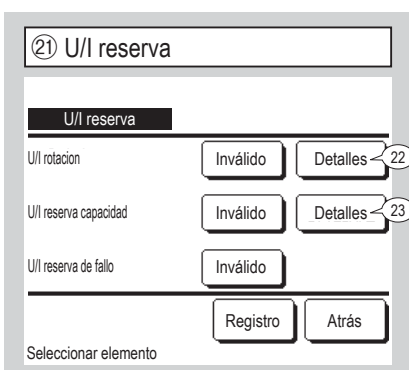 ㉑ U/I reserva
U/I reserva
U/I rotacion Inválido Detalles 22
U/I reserva capacidad Inválido Detalles 23
U/I reserva de fallo Inválido
Registro Atrás
Seleccionar elemento